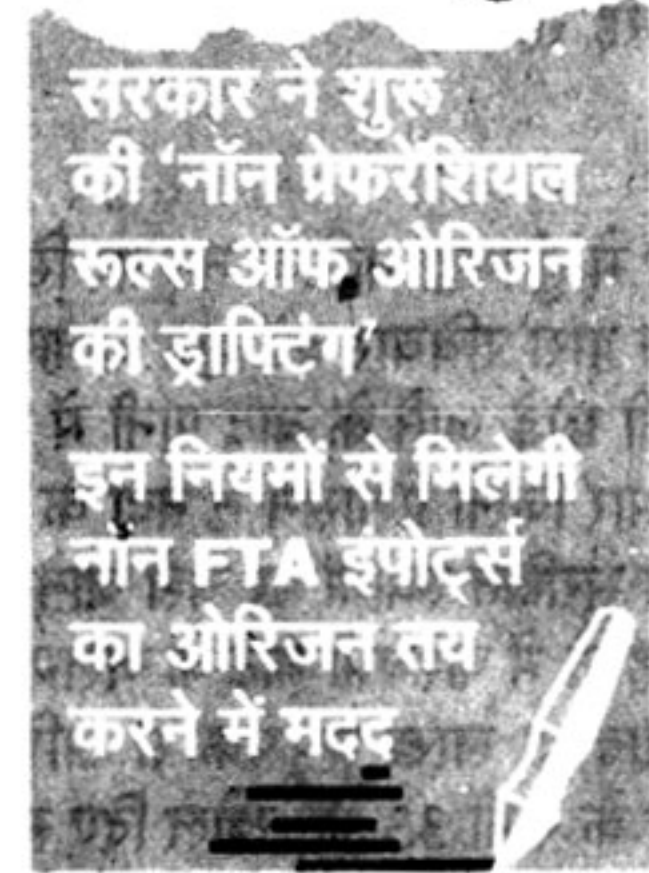 सरकार ने शुरू
की ‘नॉन प्रेफरेंशियल
रूल्स ऑफ ओरिजन
की ड्राफ्टिंग’
इन नियमों से मिलेगी
नॉन FTA इंपोर्ट्स
का ओरिजन तय
करने में मदद